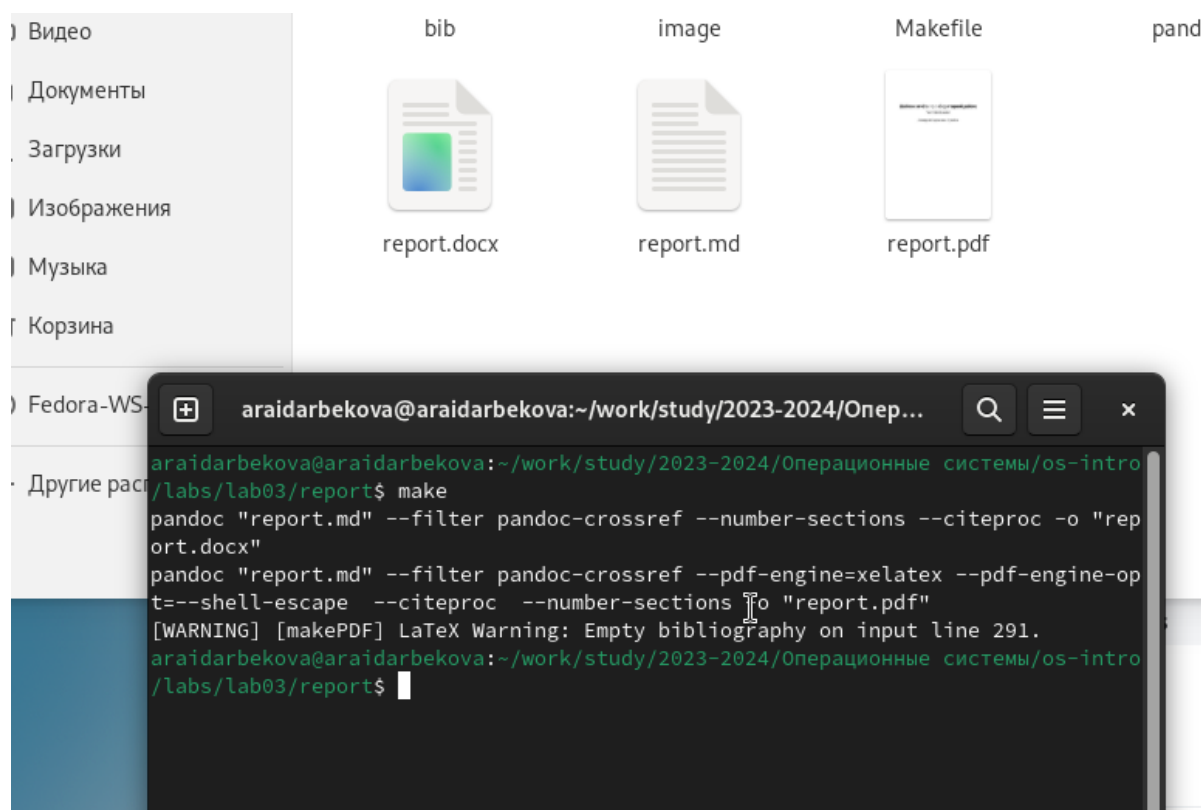 Видео
bib
image
Makefile
pand
Документы
Загрузки
Изображения
Музыка
Корзина
report.docx
report.md
report.pdf
Fedora-WS-
Другие расп
araidarbekova@araidarbekova:~/work/study/2023-2024/Опер...
araidarbekova@araidarbekova:~/work/study/2023-2024/Операционные системы/os-intro
/labs/lab03/report$ make
pandoc "report.md" --filter pandoc-crossref --number-sections --citeproc -o "rep
ort.docx"
pandoc "report.md" --filter pandoc-crossref --pdf-engine=xelatex --pdf-engine-op
t=--shell-escape  --citeproc  --number-sections -o "report.pdf"
[WARNING] [makePDF] LaTeX Warning: Empty bibliography on input line 291.
araidarbekova@araidarbekova:~/work/study/2023-2024/Операционные системы/os-intro
/labs/lab03/report$